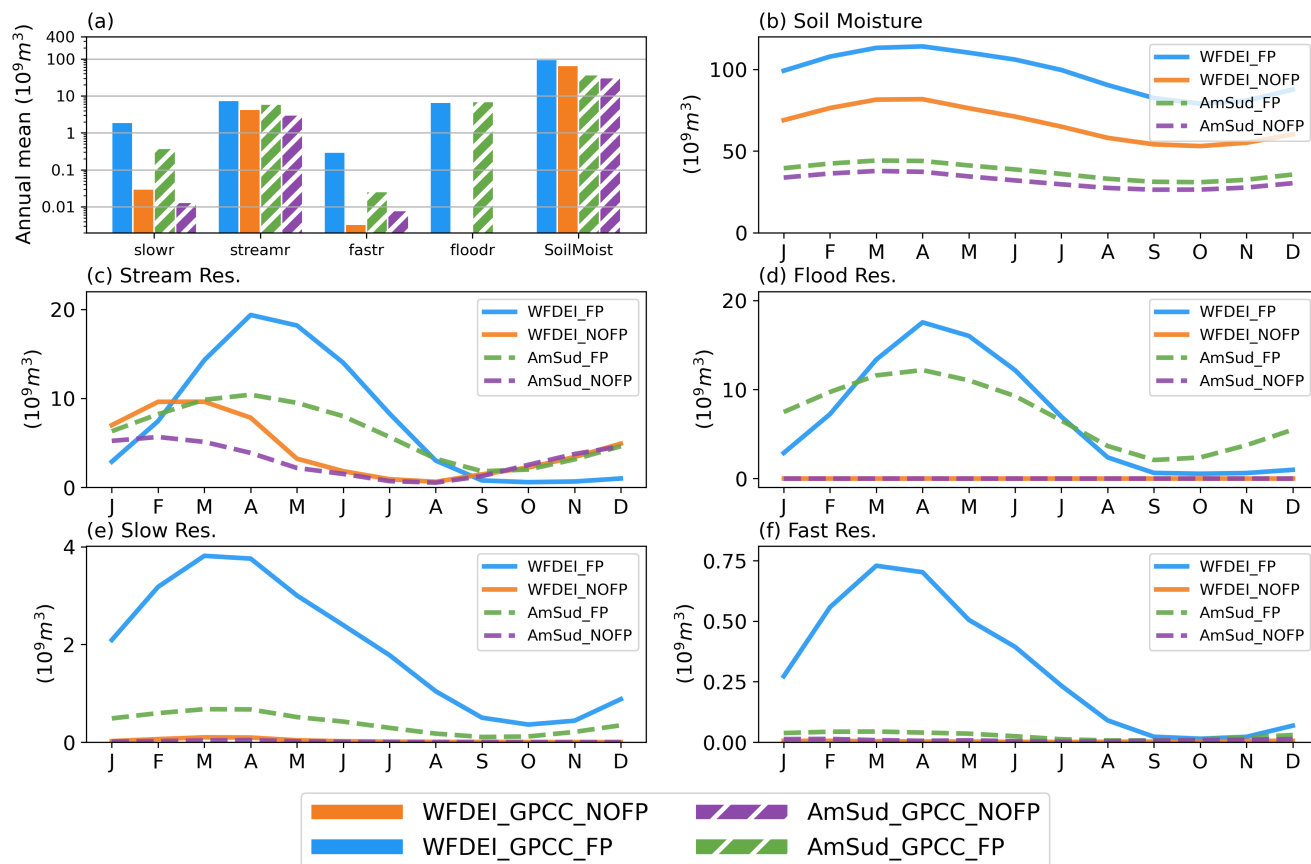 (a)
Annual mean (10⁹m³)
400
100
10
1
0.1
0.01
slowr streamr fastr floodr SoilMoist
(b) Soil Moisture
(10⁹m³)
100
50
0
WFDEI_FP
WFDEI_NOFP
AmSud_FP
AmSud_NOFP
J F M A M J J A S O N D
(c) Stream Res.
(10⁹m³)
20
10
0
WFDEI_FP
WFDEI_NOFP
AmSud_FP
AmSud_NOFP
J F M A M J J A S O N D
(d) Flood Res.
(10⁹m³)
20
10
0
WFDEI_FP
WFDEI_NOFP
AmSud_FP
AmSud_NOFP
J F M A M J J A S O N D
(e) Slow Res.
(10⁹m³)
4
2
0
WFDEI_FP
WFDEI_NOFP
AmSud_FP
AmSud_NOFP
J F M A M J J A S O N D
(f) Fast Res.
(10⁹m³)
0.75
0.50
0.25
0.00
WFDEI_FP
WFDEI_NOFP
AmSud_FP
AmSud_NOFP
J F M A M J J A S O N D
WFDEI_GPCC_NOFP AmSud_GPCC_NOFP
WFDEI_GPCC_FP AmSud_GPCC_FP